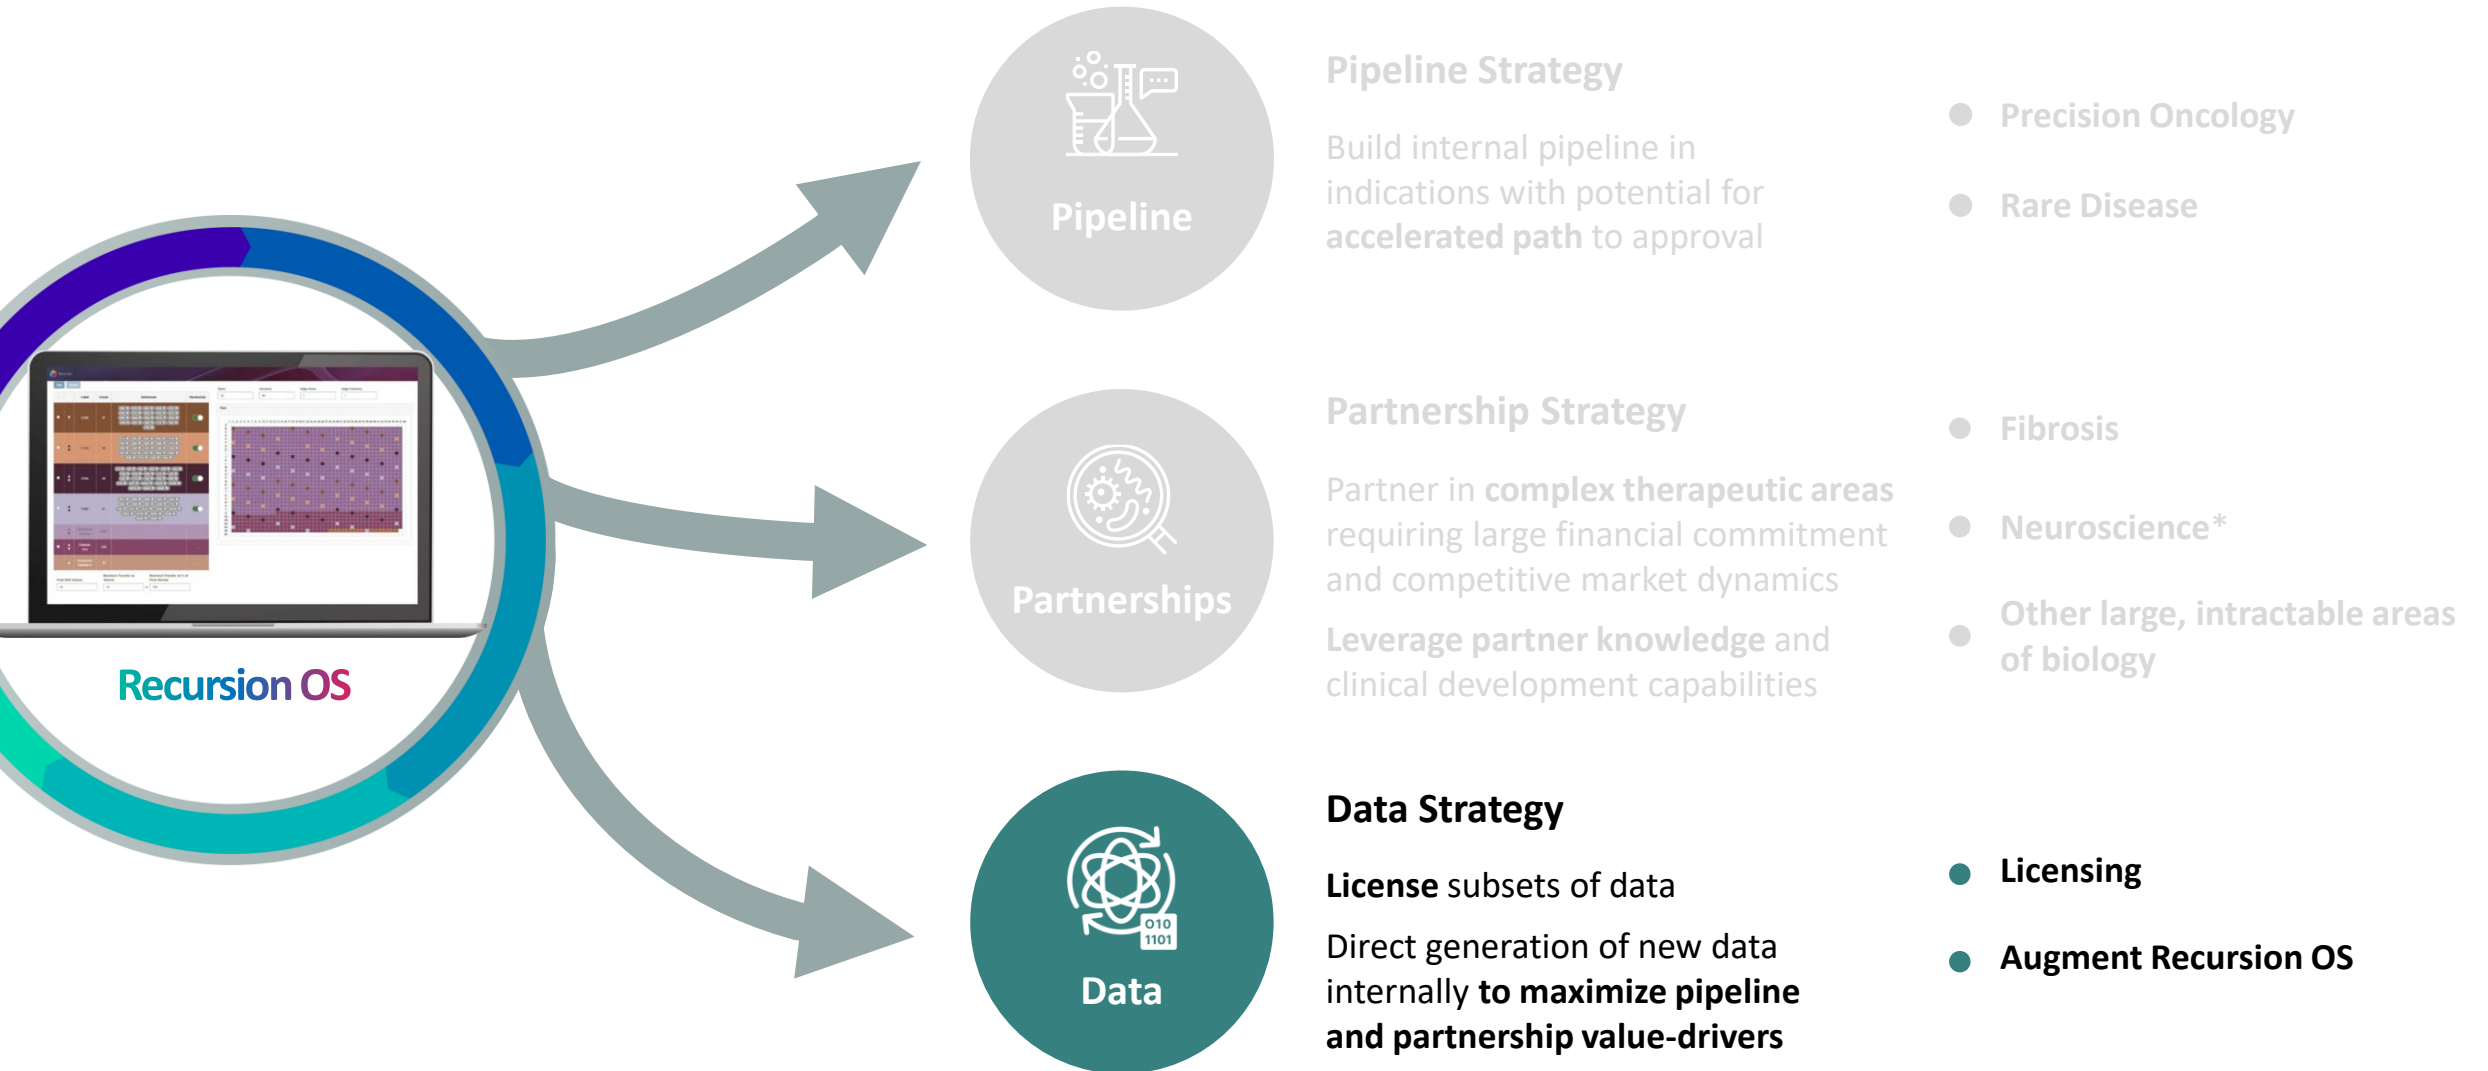 Recursion OS
Pipeline
Pipeline Strategy
Build internal pipeline in
indications with potential for
accelerated path to approval
Precision Oncology
Rare Disease
Partnerships
Partnership Strategy
Partner in complex therapeutic areas
requiring large financial commitment
and competitive market dynamics
Leverage partner knowledge and
clinical development capabilities
Fibrosis
Neuroscience*
Other large, intractable areas
of biology
010
1101
Data
Data Strategy
License subsets of data
Direct generation of new data
internally to maximize pipeline
and partnership value-drivers
Licensing
Augment Recursion OS